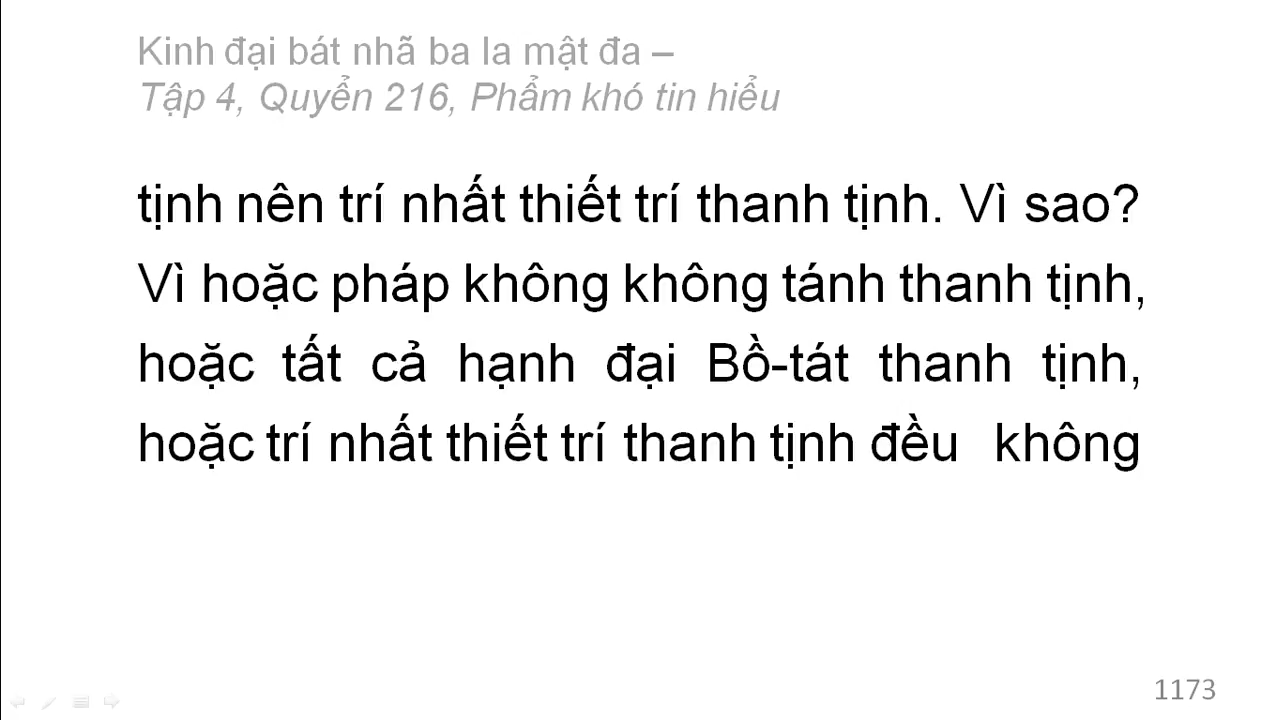 Kinh đại bát nhã ba la mật đa –
Tập 4, Quyển 216, Phẩm khó tin hiểu
tịnh nên trí nhất thiết trí thanh tịnh. Vì sao?
Vì hoặc pháp không không tánh thanh tịnh,
hoặc tất cả hạnh đại Bồ-tát thanh tịnh,
hoặc trí nhất thiết trí thanh tịnh đều không
1173